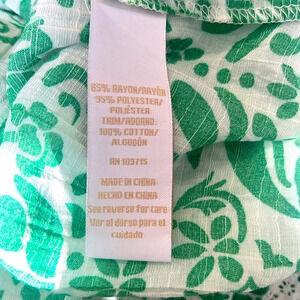 65% RAYON/RAYÓN
35% POLYESTER/
POLIÉSTER
TRIM/ADORNO:
100% COTTON/
ALGODÓN
RN 103715
MADE IN CHINA
HECHO EN CHINA
See reverse for care
Ver al dorso para el
cuidado